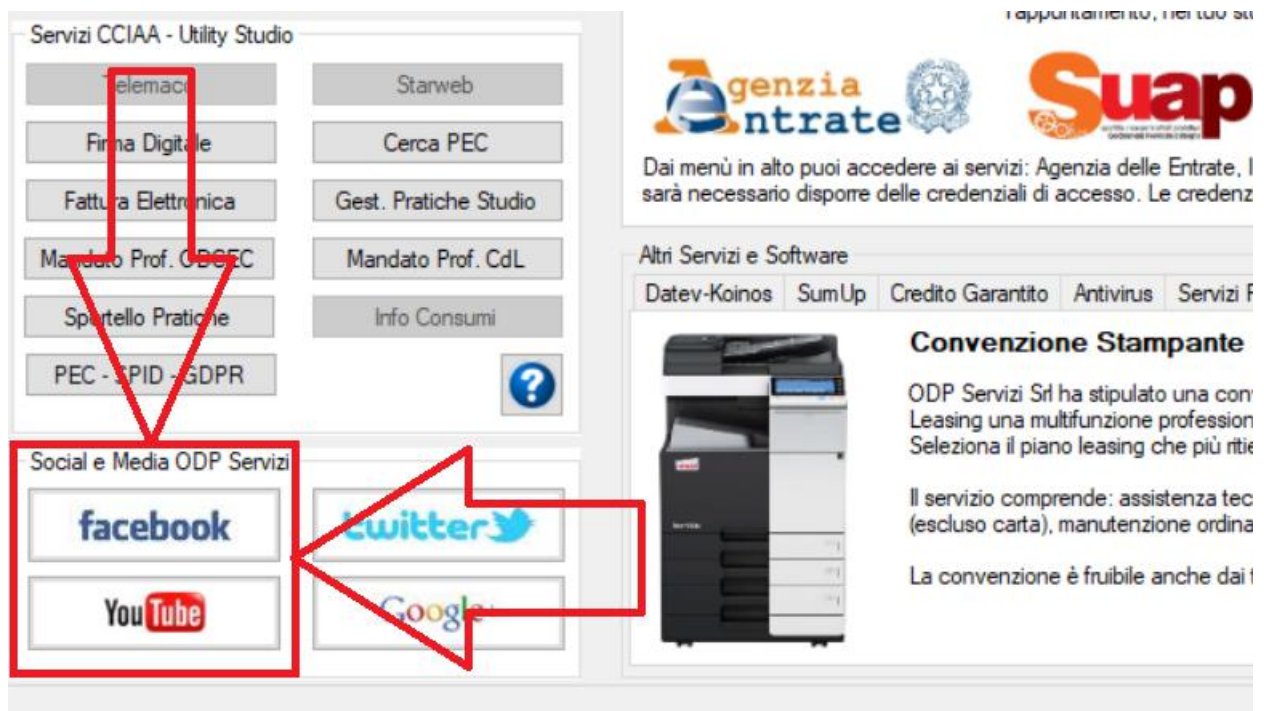 Servizi CCIAA - Utility Studio
Telemaco
Starweb
Firma Digitale
Cerca PEC
Fattura Elettronica
Gest. Pratiche Studio
Mandato Prof. ODCEC
Mandato Prof. CdL
Sportello Pratiche
Info Consumi
PEC - SPID - GDPR
?
Social e Media ODP Servizi
facebook
twitter
You Tube
Google+
Agenzia
Entrate
Suap
Dai menù in alto puoi accedere ai servizi: Agenzia delle Entrate, I
sarà necessario disporre delle credenziali di accesso. Le credenz
Altri Servizi e Software
Datev-Koinos SumUp Credito Garantito Antivirus Servizi
Convenzione Stampante
ODP Servizi Srl ha stipulato una con
Leasing una multifunzione profession
Seleziona il piano leasing che più ritie
Il servizio comprende: assistenza tec
(escluso carta), manutenzione ordina
La convenzione è fruibile anche dai t